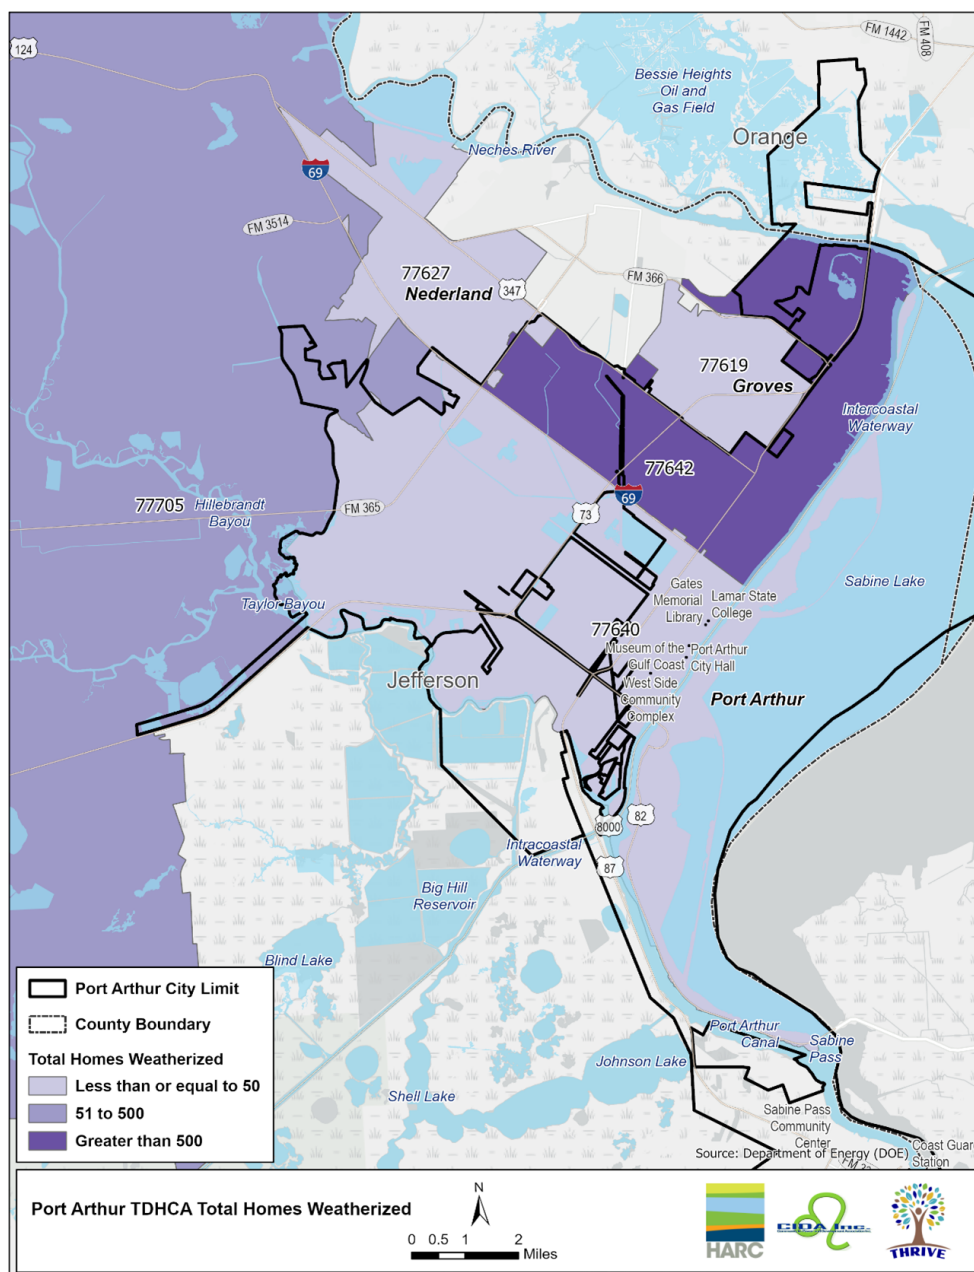 124
FM 1442
FM 408
Bessie Heights
Oil and
Gas Field
Orange
Neches River
69
FM 3514
77627
Nederland
347
FM 366
77619
Groves
Intercoastal
Waterway
77642
77705
Hillebrandt
Bayou
FM 365
69
73
Sabine Lake
Taylor Bayou
Gates
Memorial
Library
Lamar State
College
77640
Museum of the
Gulf Coast
Port Arthur
City Hall
West Side
Community
Complex
Jefferson
Port Arthur
82
8000
87
Intracoastal
Waterway
Big Hill
Reservoir
Blind Lake
Port Arthur
Canal
Sabine
Pass
Johnson Lake
Shell Lake
Sabine Pass
Community
Center
Coast Guar
Station
Source: Department of Energy (DOE)
Port Arthur City Limit
County Boundary
Total Homes Weatherized
Less than or equal to 50
51 to 500
Greater than 500
Port Arthur TDHCA Total Homes Weatherized
N
0 0.5 1 2
Miles
HARC
CIDA Inc.
THRIVE